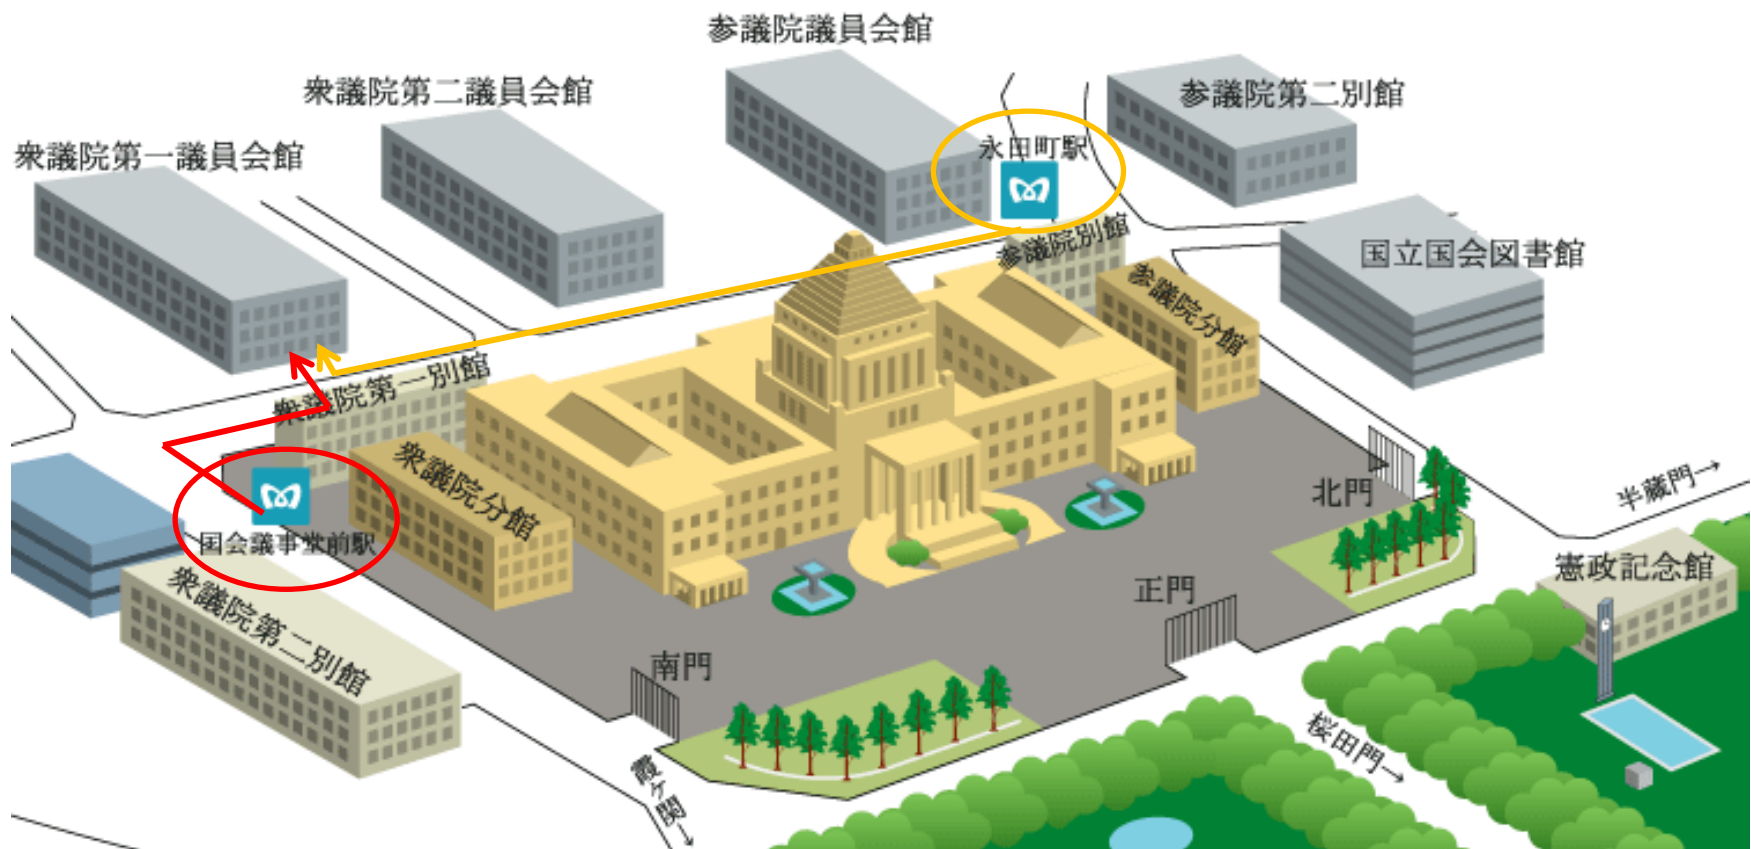 参議院議員会館
衆議院第二議員会館
参議院第二別館
衆議院第一議員会館
永田町駅
参議院別館
国立国会図書館
参議院分館
衆議院第一別館
衆議院分館
国会議事堂前駅
衆議院第二別館
北門
半蔵門→
憲政記念館
正門
南門
桜田門→
霞ヶ関→